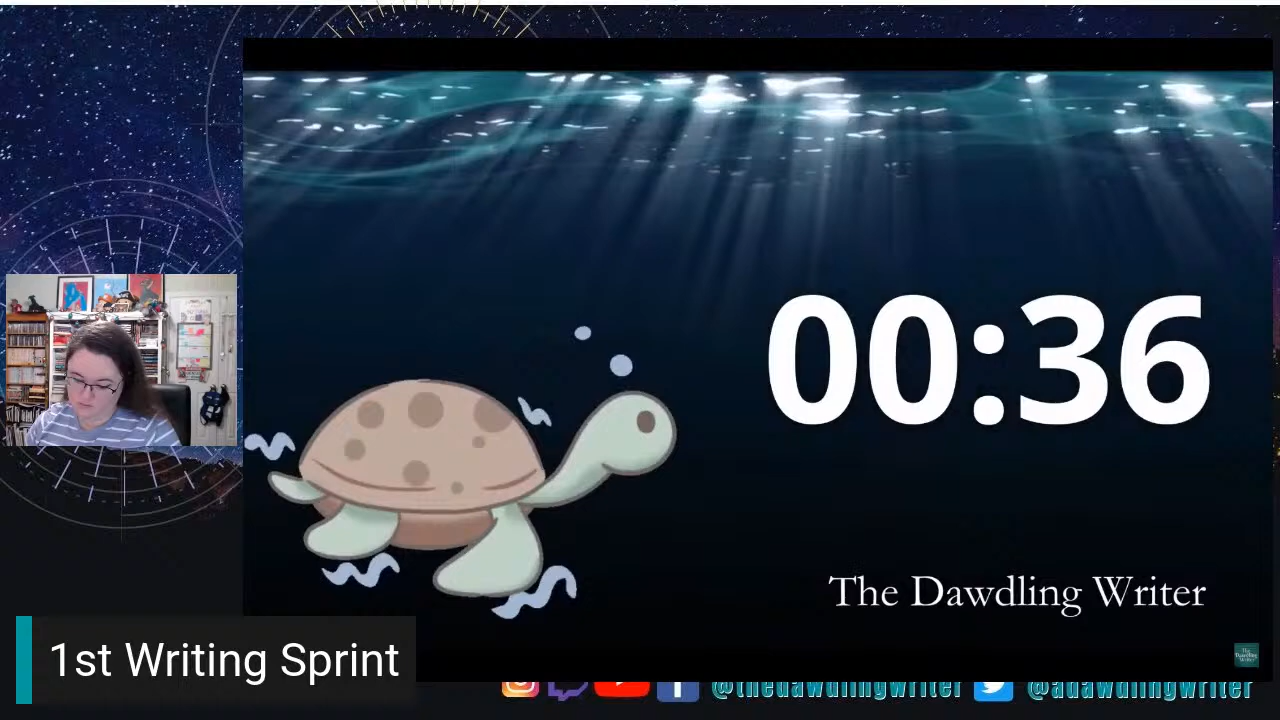 00:36
The Dawdling Writer
1st Writing Sprint
@thedawdlingwriter
@adawdlingwriter